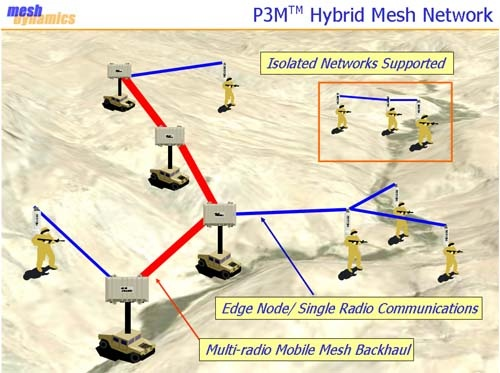 mesh
dynamics
P3M™ Hybrid Mesh Network
Isolated Networks Supported
Edge Node/ Single Radio Communications
Multi-radio Mobile Mesh Backhaul